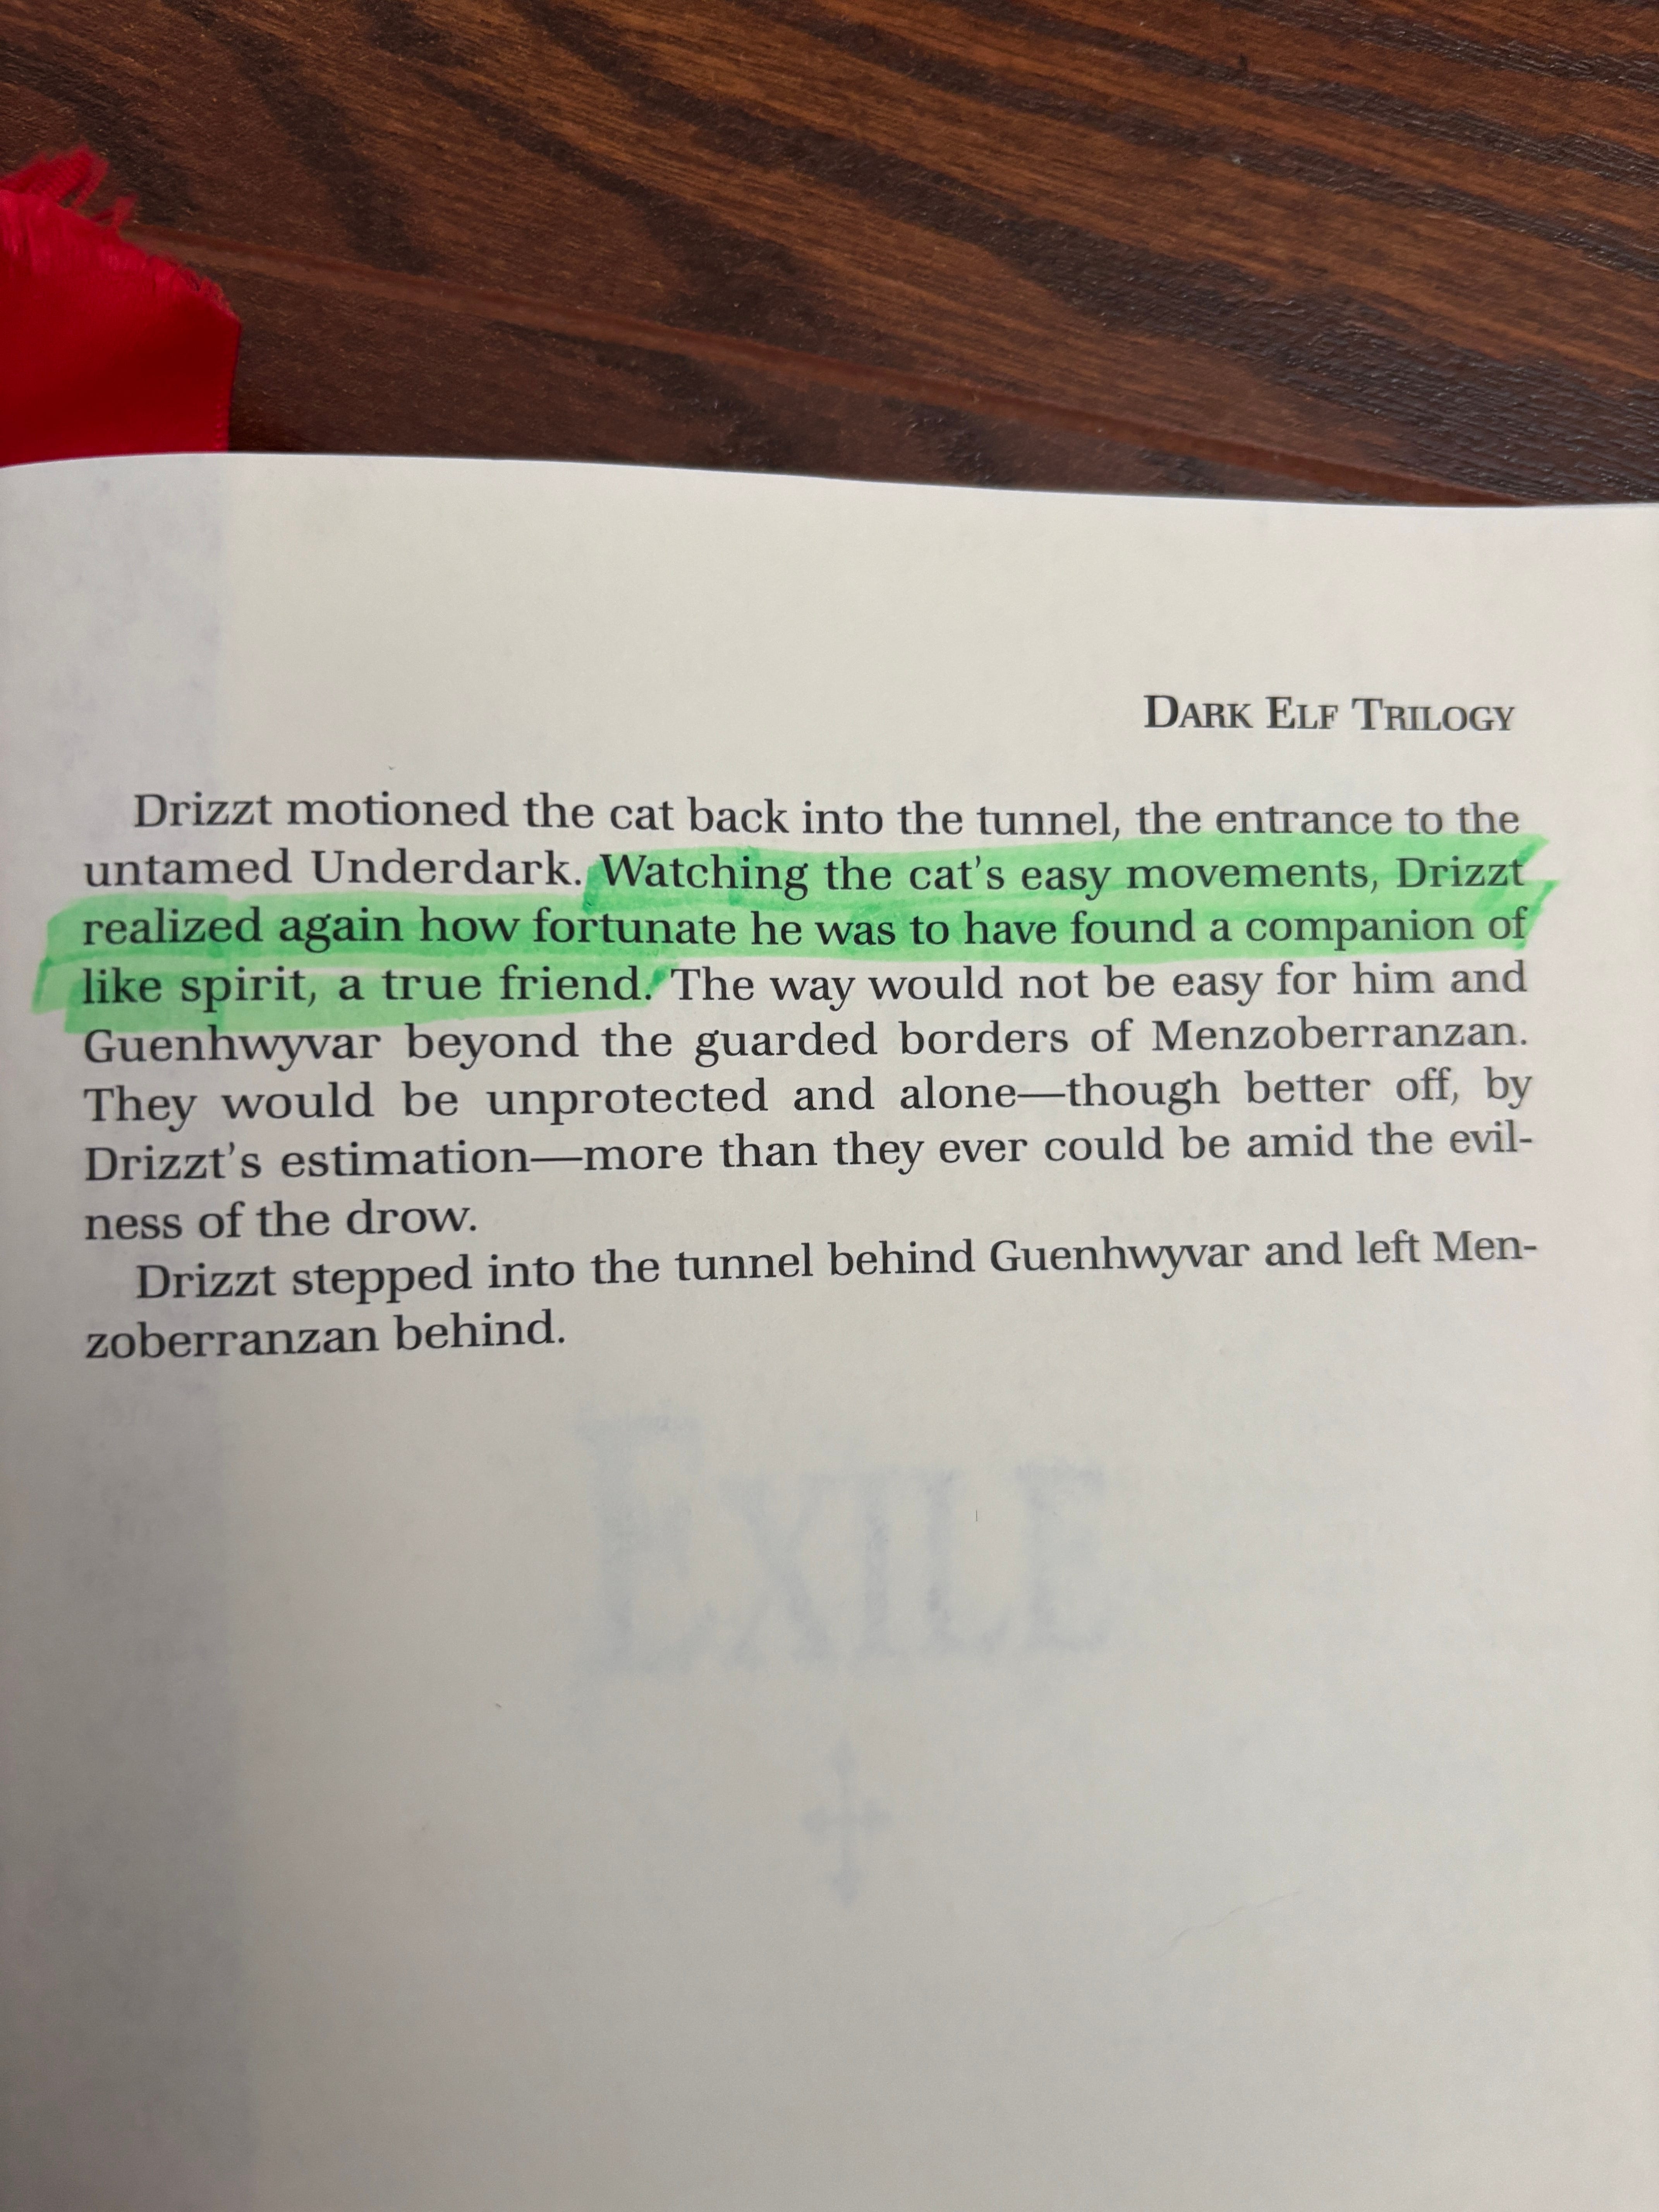 DARK ELF TRILOGY
Drizzt motioned the cat back into the tunnel, the entrance to the
untamed Underdark. Watching the cat's easy movements, Drizzt
realized again how fortunate he was to have found a companion of
like spirit, a true friend. The way would not be easy for him and
Guenhwyvar beyond the guarded borders of Menzoberranzan.
They would be unprotected and alone—though better off, by
Drizzt's estimation—more than they ever could be amid the evil-
ness of the drow.
Drizzt stepped into the tunnel behind Guenhwyvar and left Men-
zoberranzan behind.
EXILE